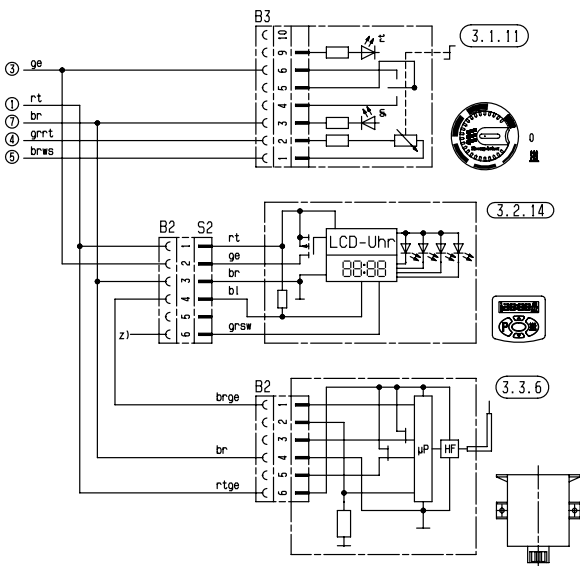 B3
10
9
6
5
4
3
2
1
3.1.11
③ ge
① rt
⑦ br
④ grrt
⑤ brws
0
B2 S2
1
2
3
4
5
6
rt
ge
br
bl
grsw
z)
LCD-Uhr
88:88
3.2.14
P
B2
1
2
3
4
5
6
brge
br
rtge
µP
HF
3.3.6